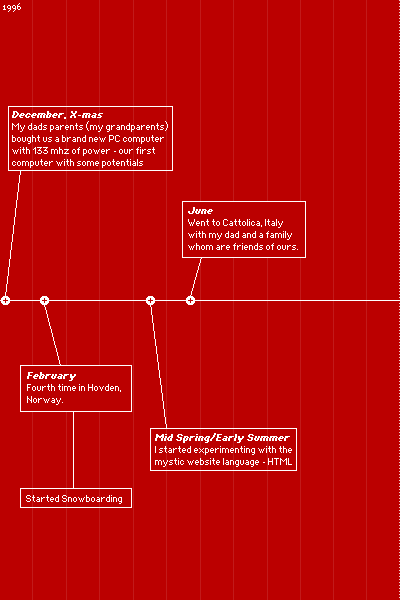 1996
December, X-mas
My dads parents (my grandparents)
bought us a brand new PC computer
with 133 mhz of power - our first
computer with some potentials
June
Went to Cattolica, Italy
with my dad and a family
whom are friends of ours.
February
Fourth time in Hovden,
Norway.
Mid Spring/Early Summer
I started experimenting with the
mystic website language - HTML
Started Snowboarding